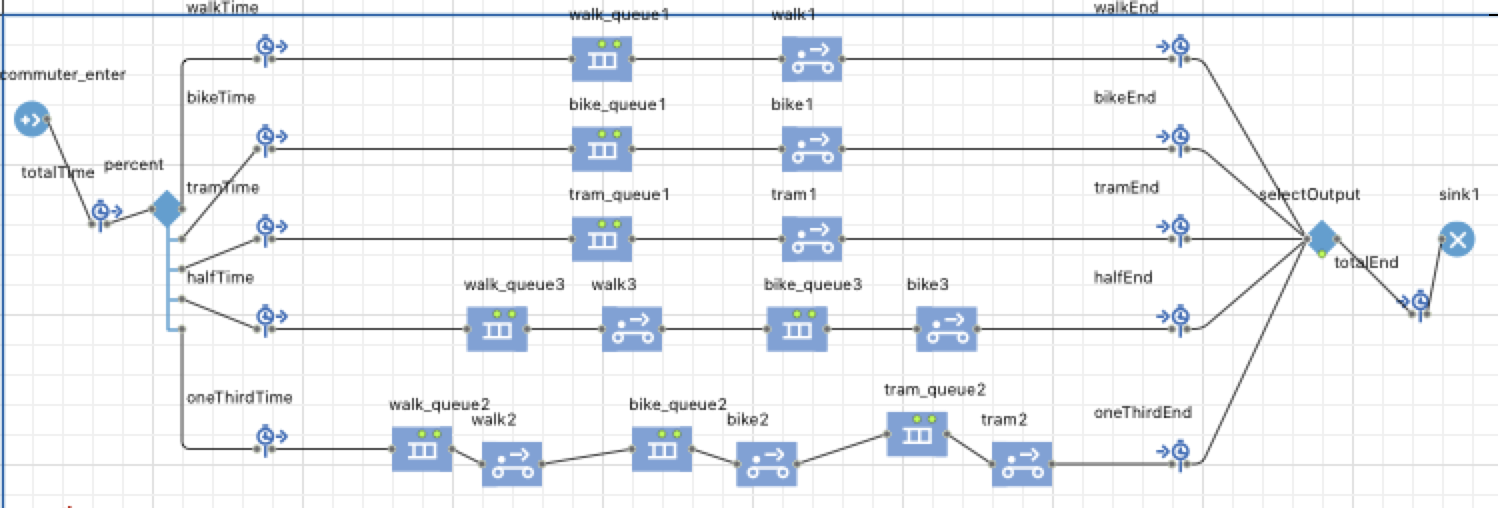 walkTime
walk_queue1
walk1
walkEnd
commuter_enter
bikeTime
bike_queue1
bike1
bikeEnd
totalTime
percent
tramTime
tram_queue1
tram1
tramEnd
selectOutput
sink1
totalEnd
halfTime
walk_queue3
walk3
bike_queue3
bike3
halfEnd
oneThirdTime
walk_queue2
walk2
bike_queue2
bike2
tram_queue2
tram2
oneThirdEnd